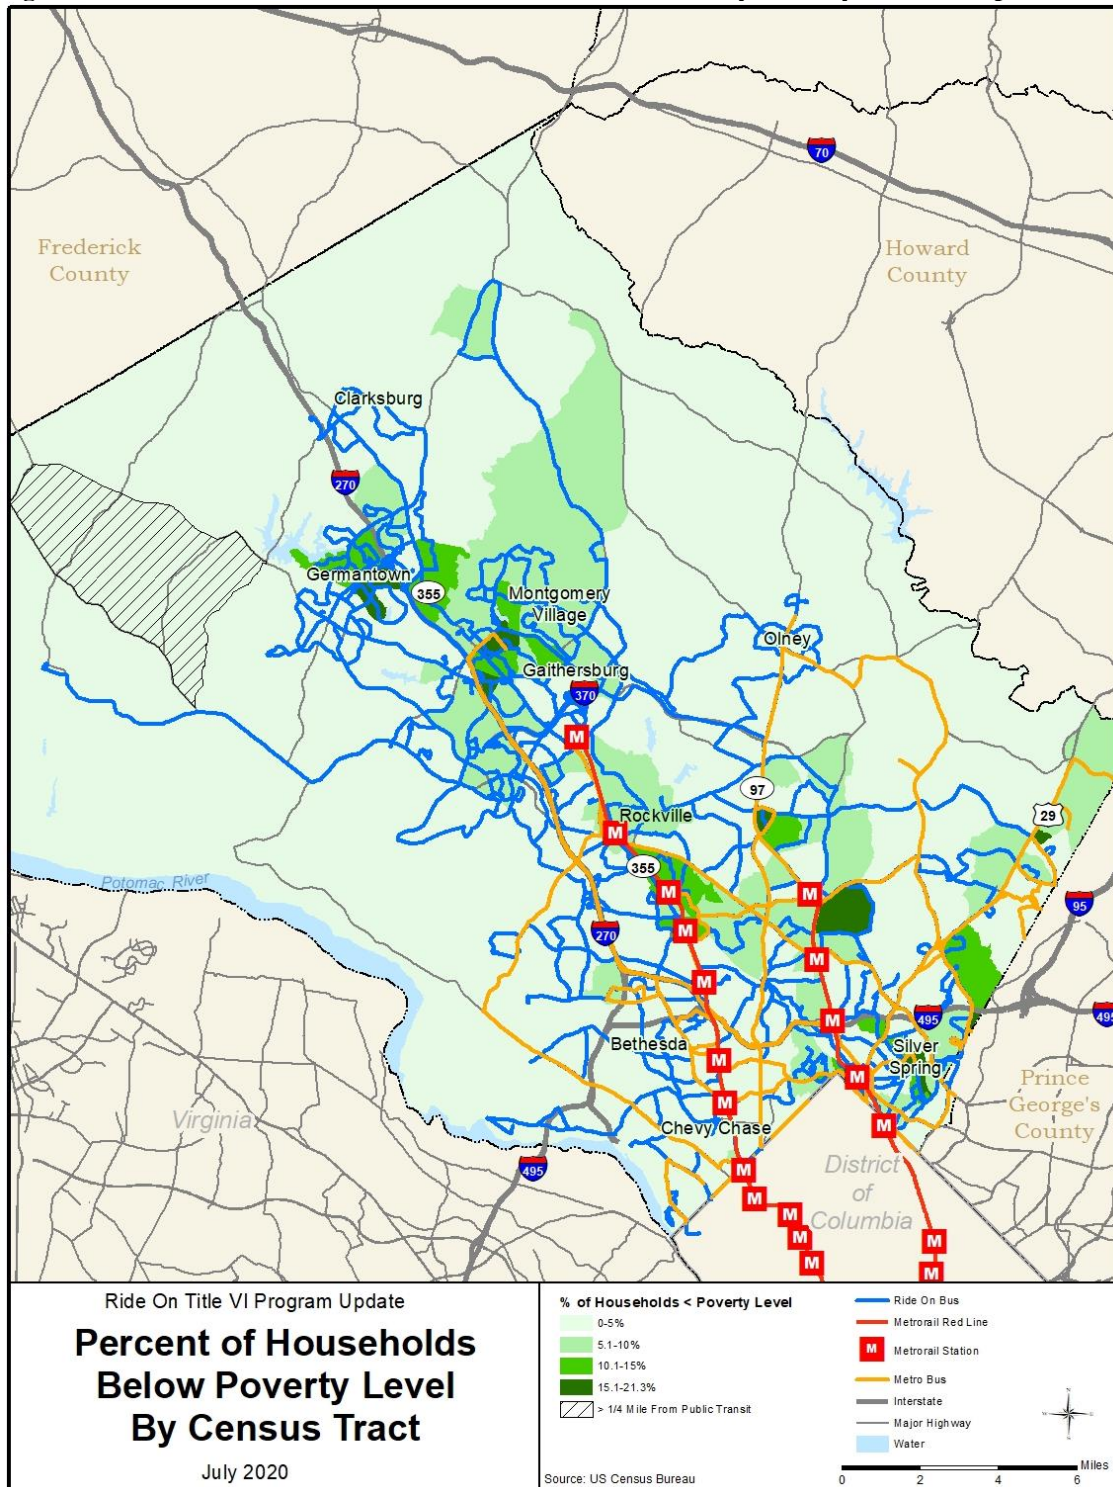 Frederick
County
Howard
County
70
Clarksburg
270
Germantown
355
Montgomery
Village
Gaithersburg
370
Olney
M
97
Rockville
M
29
355
M
M
M
95
270
Potomac River
M
M
M
495
495
Bethesda
Silver
Spring
M
M
M
Prince
George's
County
Virginia
Chevy Chase
M
495
District
of
Columbia
M
M
M
M
M
M
M
Ride On Title VI Program Update
Percent of Households
Below Poverty Level
By Census Tract
July 2020
% of Households < Poverty Level
0-5%
5.1-10%
10.1-15%
15.1-21.3%
> 1/4 Mile From Public Transit
Source: US Census Bureau
Ride On Bus
Metrorail Red Line
M Metrorail Station
Metro Bus
Interstate
Major Highway
Water
Miles
0 2 4 6